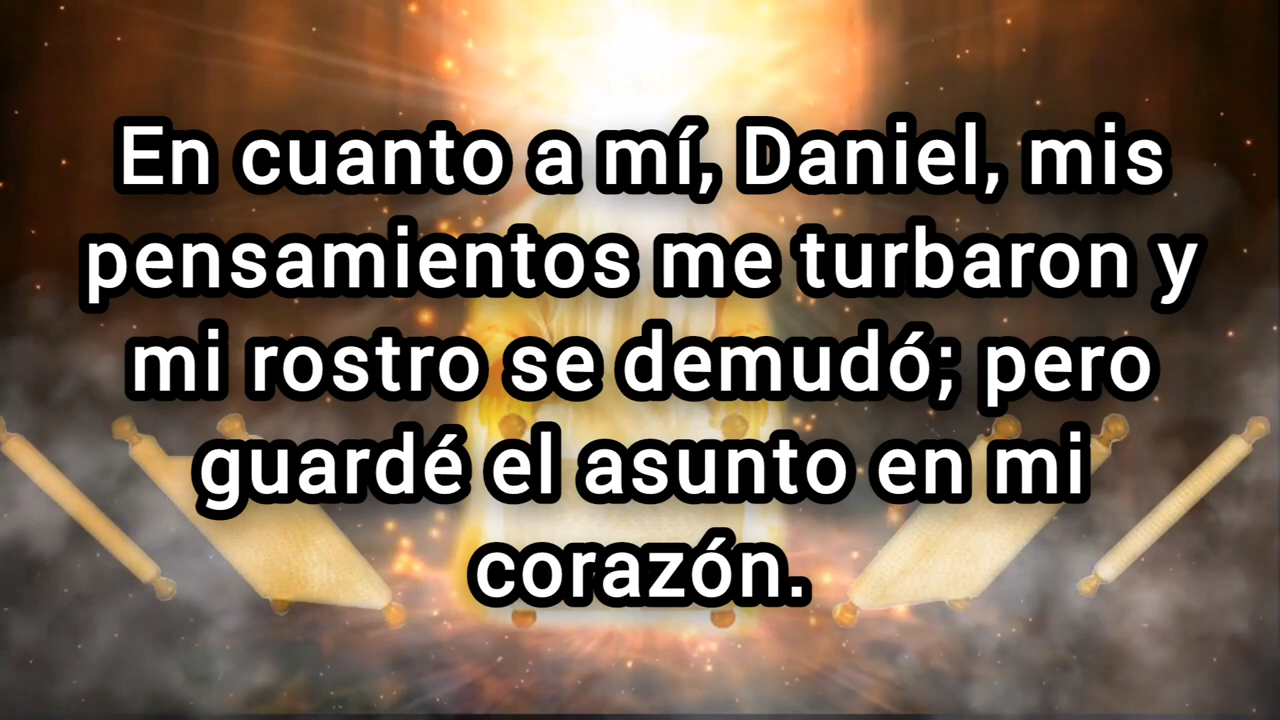 En cuanto a mí, Daniel, mis
pensamientos me turbaron y
mi rostro se demudó; pero
guardé el asunto en mi
corazón.